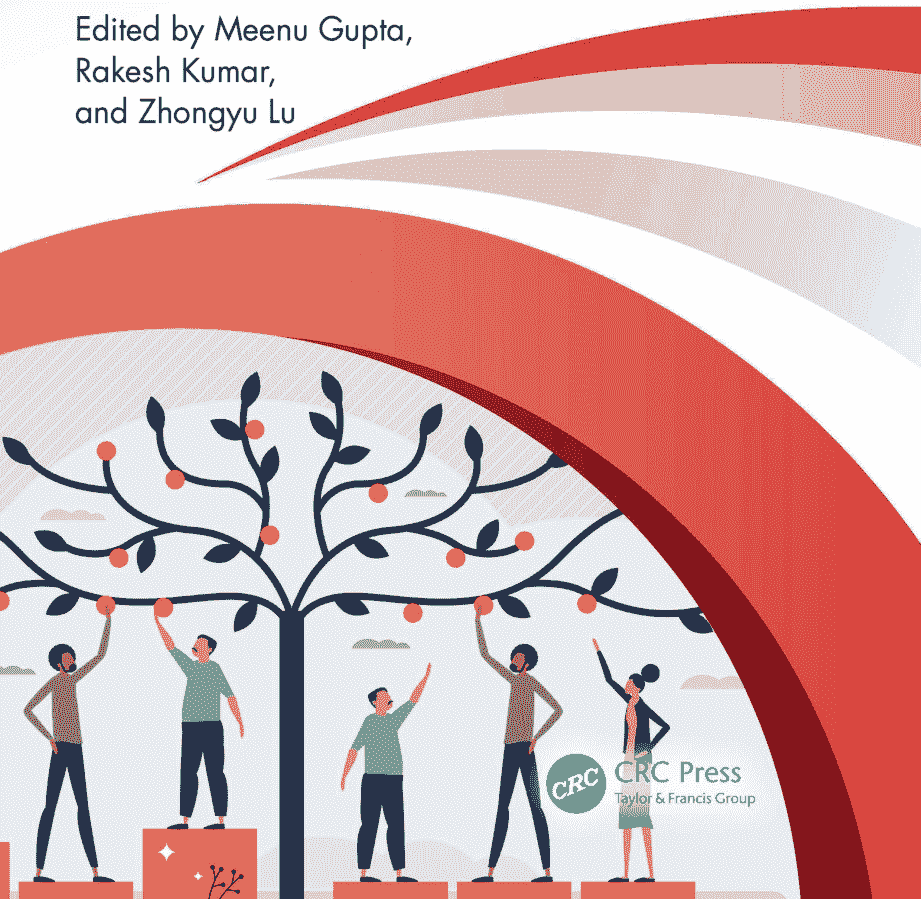 Edited by Meenu Gupta,
Rakesh Kumar,
and Zhongyu Lu
CRC
CRC Press
Taylor & Francis Group